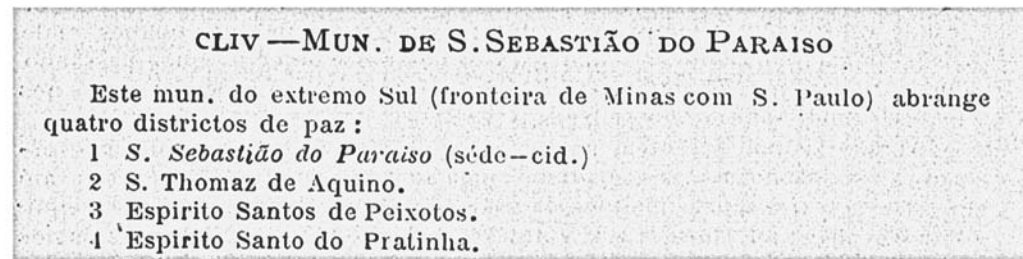 CLIV—MUN. DE S. SEBASTIÃO DO PARAISO
Este mun. do extremo Sul (fronteira de Minas com S. Paulo) abrange
quatro districtos de paz:
1 S. Sebastião do Paraiso (séde—cid.)
2 S. Thomaz de Aquino.
3 Espirito Santos de Peixotos.
4 Espirito Santo do Pratinha.